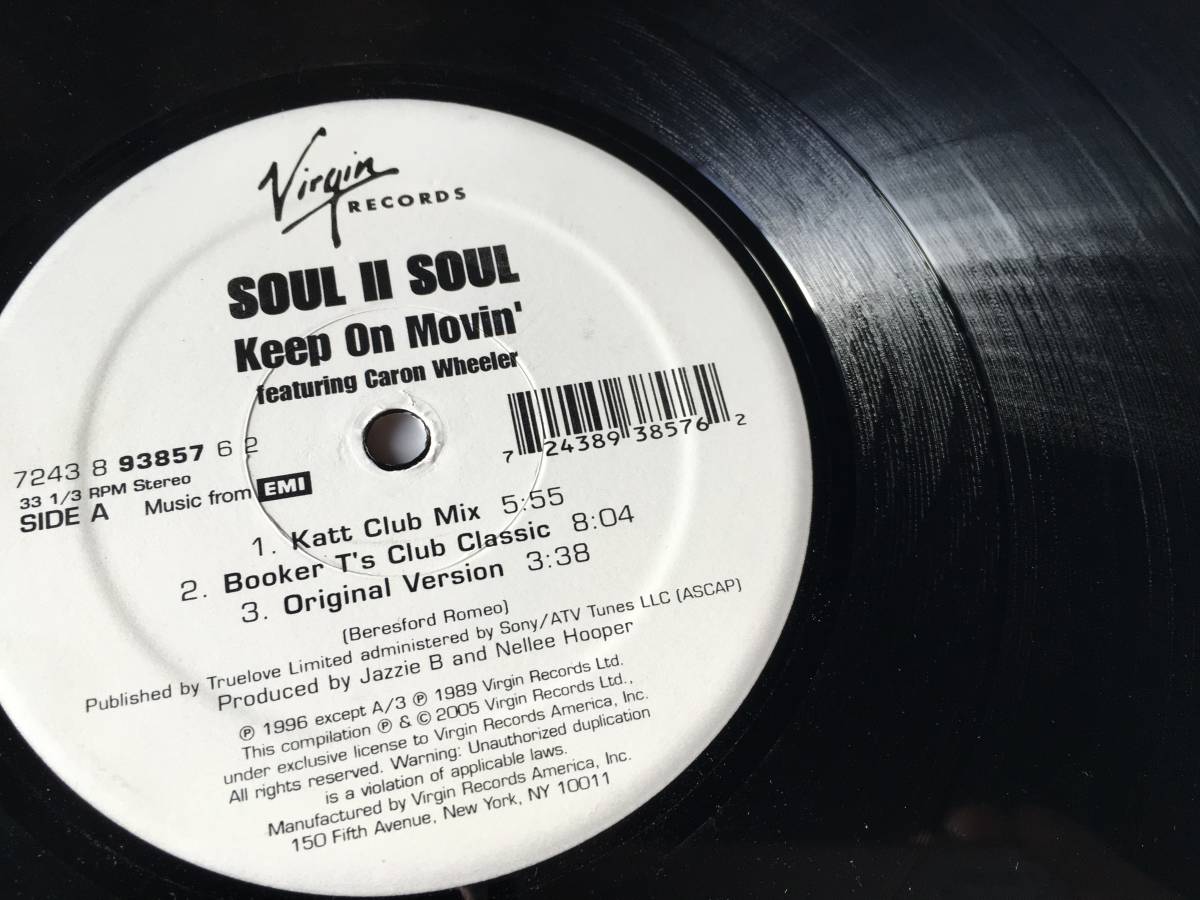 Virgin
RECORDS
SOUL II SOUL
Keep On Movin'
featuring Caron Wheeler
7 24389 38576 2
7243 8 93857 6 2
33 1/3 RPM Stereo
SIDE A Music from EMI
1. Katt Club Mix 5:55
2. Booker T's Club Classic 8:04
3. Original Version 3:38
(Beresford Romeo)
Published by Truelove Limited administered by Sony/ATV Tunes LLC (ASCAP)
Produced by Jazzie B and Nellee Hooper
℗ 1996 except A/3 ℗ 1989 Virgin Records Ltd.
This compilation ℗ & © 2005 Virgin Records Ltd.,
under exclusive license to Virgin Records America, Inc.
All rights reserved. Warning: Unauthorized duplication
is a violation of applicable laws.
Manufactured by Virgin Records America, Inc.
150 Fifth Avenue, New York, NY 10011